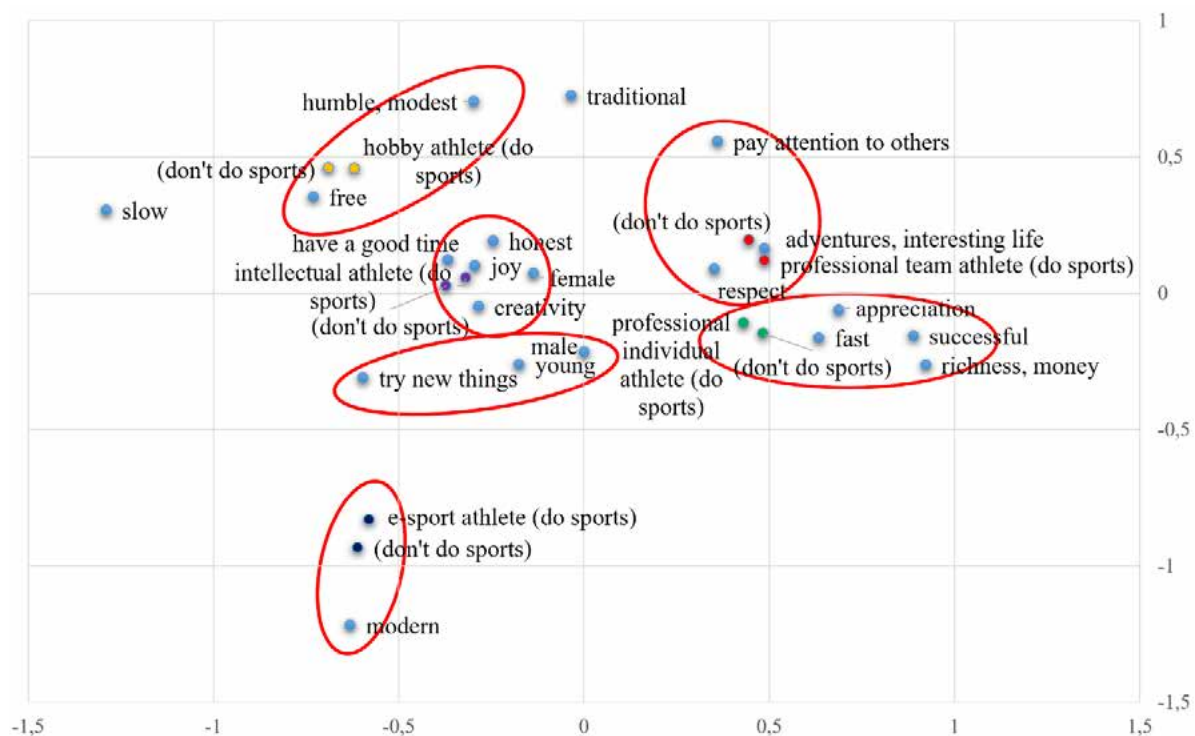 1
humble, modest
traditional
pay attention to others
hobby athlete (do
sports)
0,5
(don't do sports)
free
slow
(don't do sports)
have a good time
honest
adventures, interesting life
intellectual athlete (do
sports)
joy
female
professional team athlete (do sports)
respect
0
creativity
appreciation
(don't do sports)
professional
individual
athlete (do
sports)
fast
successful
male
young
(don't do sports)
richness, money
try new things
-0,5
e-sport athlete (do sports)
(don't do sports)
-1
modern
-1,5
-1,5
-1
-0,5
0
0,5
1
1,5